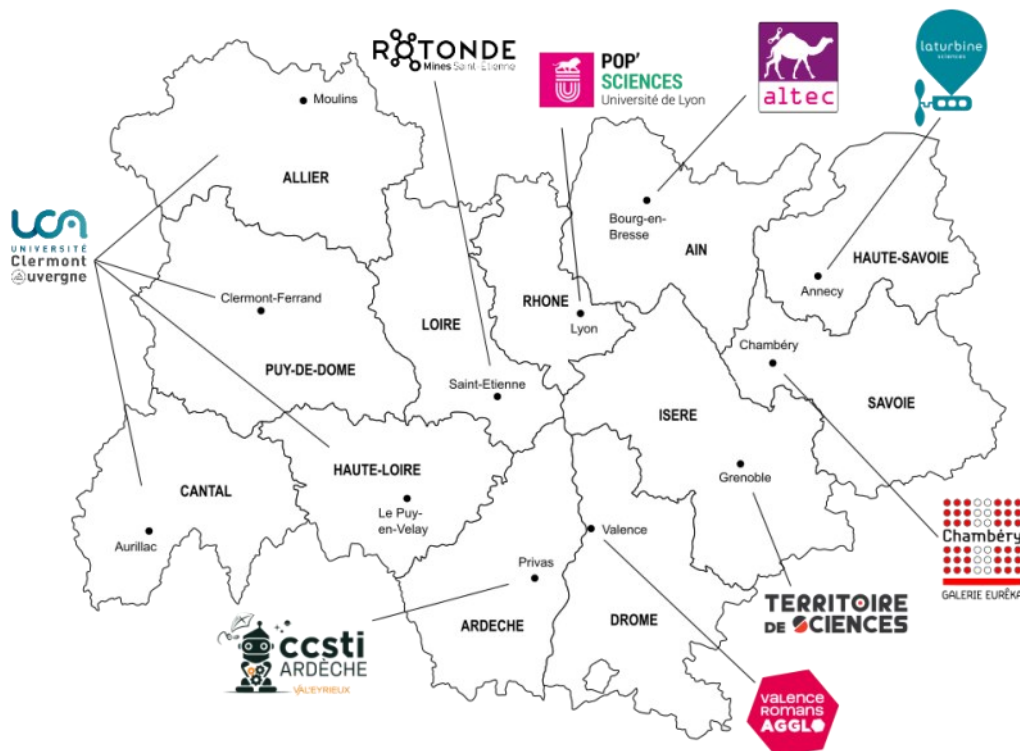 ROTONDE
Mines Saint-Etienne
POP'
SCIENCES
Université de Lyon
altec
laturbine
sciences
Moulins
ALLIER
Bourg-en-
Bresse
AIN
HAUTE-SAVOIE
Annecy
UCA
UNIVERSITÉ
Clermont
Auvergne
Clermont-Ferrand
PUY-DE-DOME
LOIRE
RHONE
Lyon
Saint-Etienne
Chambéry
SAVOIE
ISERE
Grenoble
HAUTE-LOIRE
Le Puy-
en-Velay
CANTAL
Aurillac
Valence
Privas
ARDECHE
DROME
Chambéry
GALERIE EURÊKA
TERRITOIRE
DE SCIENCES
ccsti
ARDÈCHE
VAL'EYRIEUX
valence
Romans
AGGLO